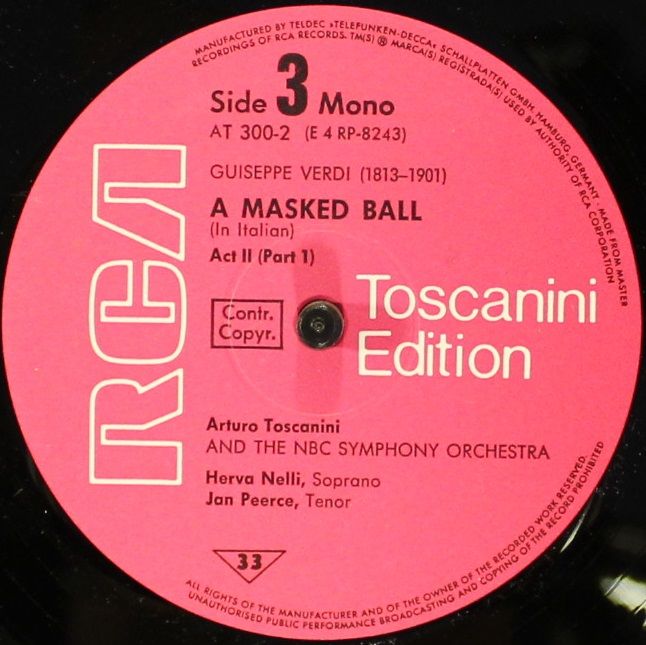 MANUFACTURED BY TELDEC »TELEFUNKEN-DECCA« SCHALLPLATTEN GMBH, HAMBURG, GERMANY - MADE FROM MASTER
RECORDINGS OF RCA RECORDS. TM(S) ® MARCA(S) REGISTRADA(S) USED BY AUTHORITY OF RCA CORPORATION
Side 3 Mono
AT 300-2 (E 4 RP-8243)
GUISEPPE VERDI (1813–1901)
A MASKED BALL
(In Italian)
Act II (Part 1)
RCA
Contr.
Copyr.
Toscanini
Edition
Arturo Toscanini
AND THE NBC SYMPHONY ORCHESTRA
Herva Nelli, Soprano
Jan Peerce, Tenor
33
ALL RIGHTS OF THE MANUFACTURER AND OF THE OWNER OF THE RECORDED WORK RESERVED.
UNAUTHORISED PUBLIC PERFORMANCE BROADCASTING AND COPYING OF THE RECORD PROHIBITED